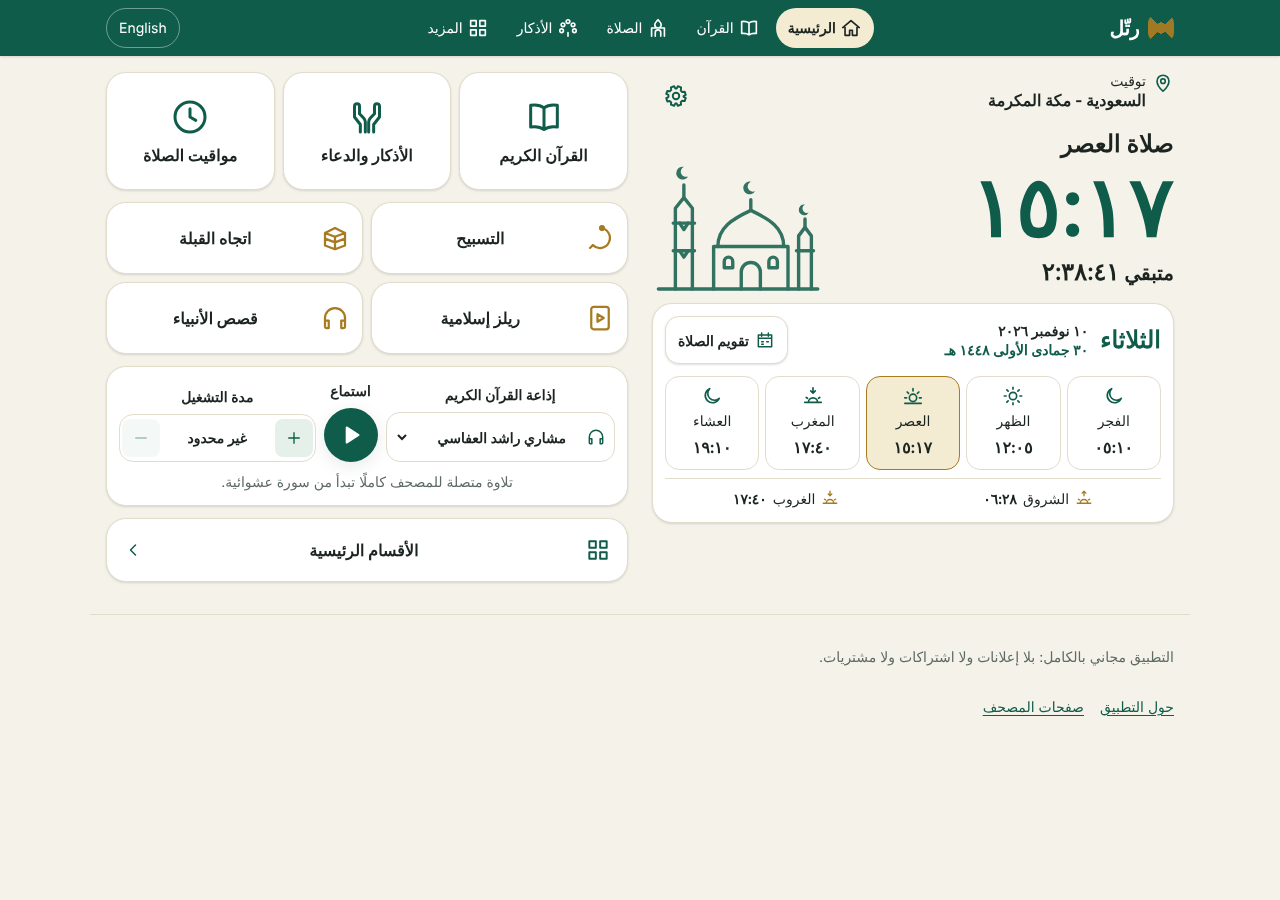 رتّل
الرئيسية
القرآن
الصلاة
الأذكار
المزيد
English
توقيت
السعودية - مكة المكرمة
صلاة العصر
١٥:١٧
متبقي ٢:٣٨:٤١
الثلاثاء
١٠ نوفمبر ٢٠٢٦
٣٠ جمادى الأولى ١٤٤٨ هـ
تقويم الصلاة
الفجر
٠٥:١٠
الظهر
١٢:٠٥
العصر
١٥:١٧
المغرب
١٧:٤٠
العشاء
١٩:١٠
الشروق ٠٦:٢٨
الغروب ١٧:٤٠
القرآن الكريم
الأذكار والدعاء
مواقيت الصلاة
التسبيح
اتجاه القبلة
ريلز إسلامية
قصص الأنبياء
إذاعة القرآن الكريم
مشاري راشد العفاسي
استماع
مدة التشغيل
+
غير محدود
−
تلاوة متصلة للمصحف كاملًا تبدأ من سورة عشوائية.
الأقسام الرئيسية
التطبيق مجاني بالكامل: بلا إعلانات ولا اشتراكات ولا مشتريات.
حول التطبيق
صفحات المصحف